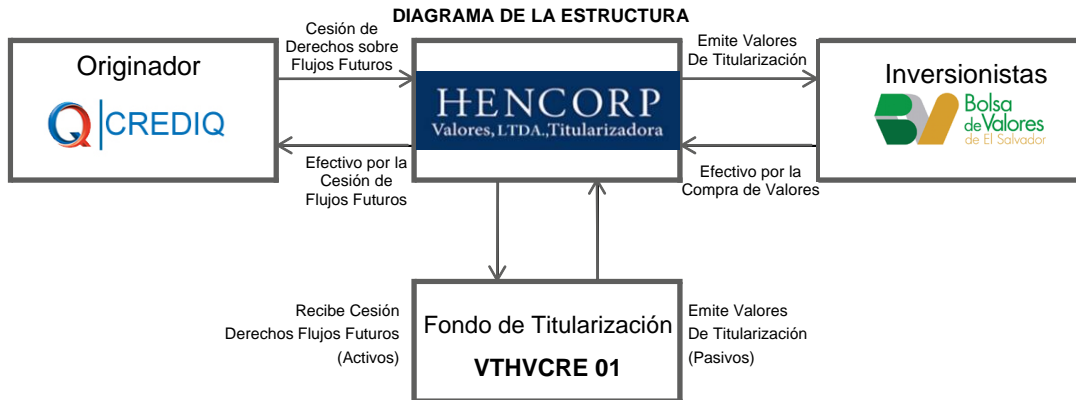 DIAGRAMA DE LA ESTRUCTURA
Originador
CREDIQ
Cesión de
Derechos sobre
Flujos Futuros
Efectivo por la
Cesión de
Flujos Futuros
HENCORP
Valores, LTDA., Titularizadora
Emite Valores
De Titularización
Efectivo por la
Compra de Valores
Inversionistas
Bolsa
de Valores
de El Salvador
Recibe Cesión
Derechos Flujos Futuros
(Activos)
Fondo de Titularización
VTHVCRE 01
Emite Valores
De Titularización
(Pasivos)